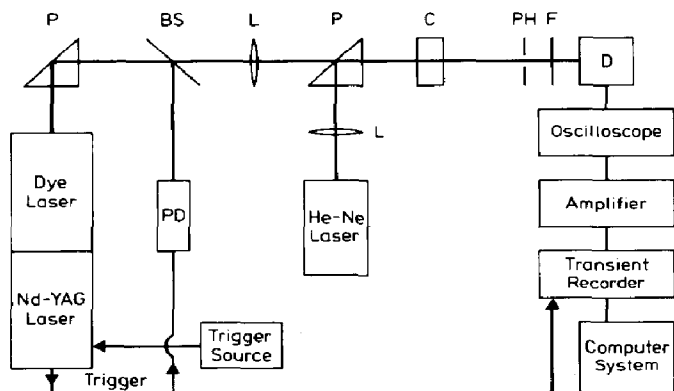 P
BS
L
P
C
PH
F
D
L
Oscilloscope
Dye
Laser
PD
He-Ne
Laser
Amplifier
Transient
Recorder
Nd-YAG
Laser
Trigger
Source
Computer
System
Trigger